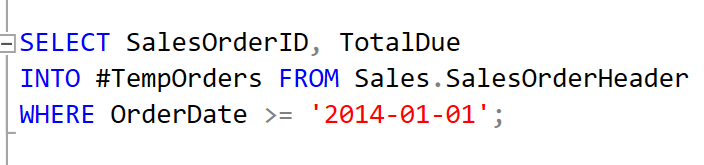 SELECT SalesOrderID, TotalDue
INTO #TempOrders FROM Sales.SalesOrderHeader
WHERE OrderDate >= '2014-01-01';